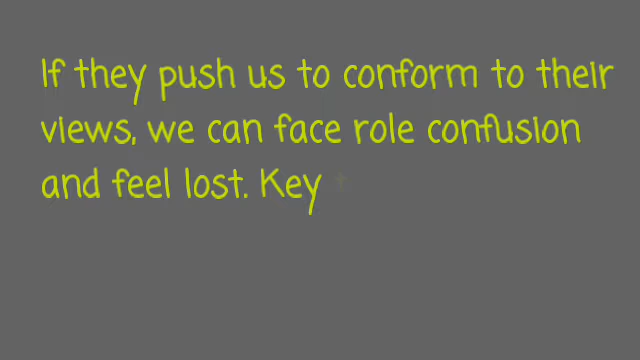 If they push us to conform to their
views, we can face role confusion
and feel lost. Key